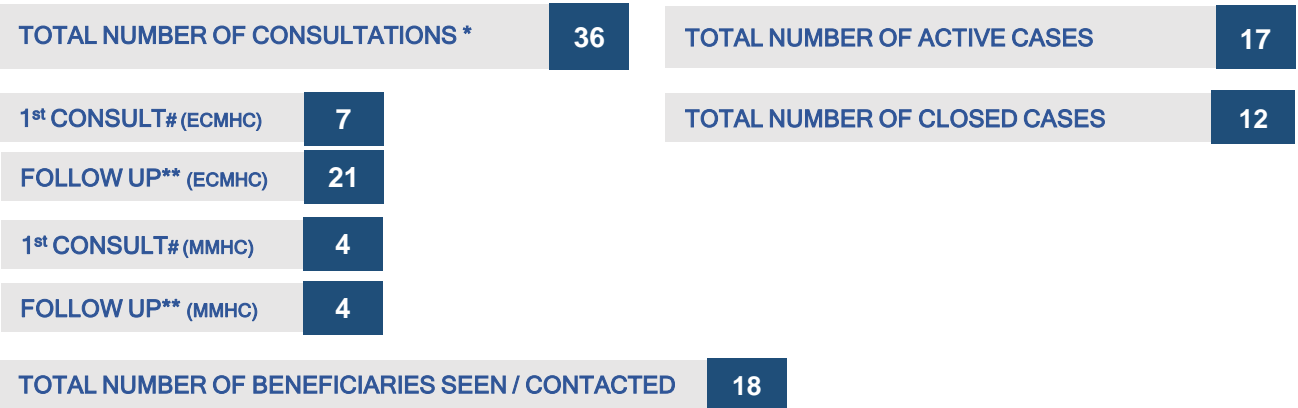 TOTAL NUMBER OF CONSULTATIONS * 36
TOTAL NUMBER OF ACTIVE CASES 17
1st CONSULT# (ECMHC) 7
TOTAL NUMBER OF CLOSED CASES 12
FOLLOW UP** (ECMHC) 21
1st CONSULT# (MMHC) 4
FOLLOW UP** (MMHC) 4
TOTAL NUMBER OF BENEFICIARIES SEEN / CONTACTED 18